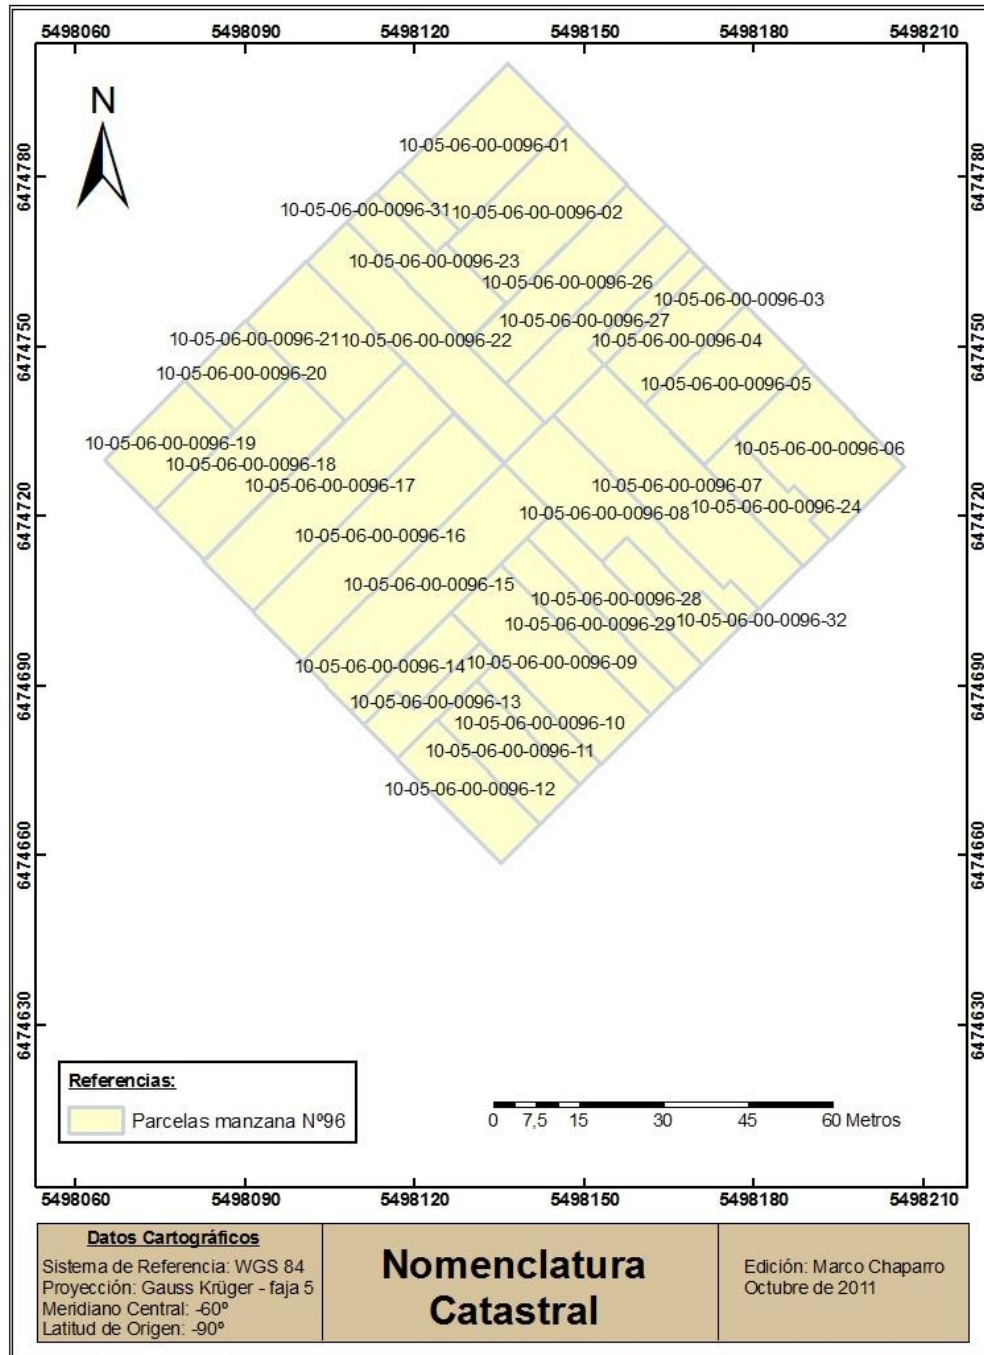 5498060 5498090 5498120 5498150 5498180 5498210
N
10-05-06-00-0096-01
6474780 6474780
10-05-06-00-0096-31 10-05-06-00-0096-02
10-05-06-00-0096-23
10-05-06-00-0096-26
10-05-06-00-0096-03
10-05-06-00-0096-27
10-05-06-00-0096-21 10-05-06-00-0096-22 10-05-06-00-0096-04
6474750 6474750
10-05-06-00-0096-20
10-05-06-00-0096-05
10-05-06-00-0096-19
10-05-06-00-0096-06
10-05-06-00-0096-18
10-05-06-00-0096-17 10-05-06-00-0096-07
10-05-06-00-0096-08 10-05-06-00-0096-24
6474720 6474720
10-05-06-00-0096-16
10-05-06-00-0096-15
10-05-06-00-0096-28
10-05-06-00-0096-29 10-05-06-00-0096-32
10-05-06-00-0096-14 10-05-06-00-0096-09
6474690 6474690
10-05-06-00-0096-13
10-05-06-00-0096-10
10-05-06-00-0096-11
10-05-06-00-0096-12
6474660 6474660
6474630 6474630
Referencias:
Parcelas manzana Nº96
0 7,5 15 30 45 60 Metros
5498060 5498090 5498120 5498150 5498180 5498210
Datos Cartográficos
Sistema de Referencia: WGS 84
Proyección: Gauss Krüger - faja 5
Meridiano Central: -60º
Latitud de Origen: -90º
Nomenclatura
Catastral
Edición: Marco Chaparro
Octubre de 2011